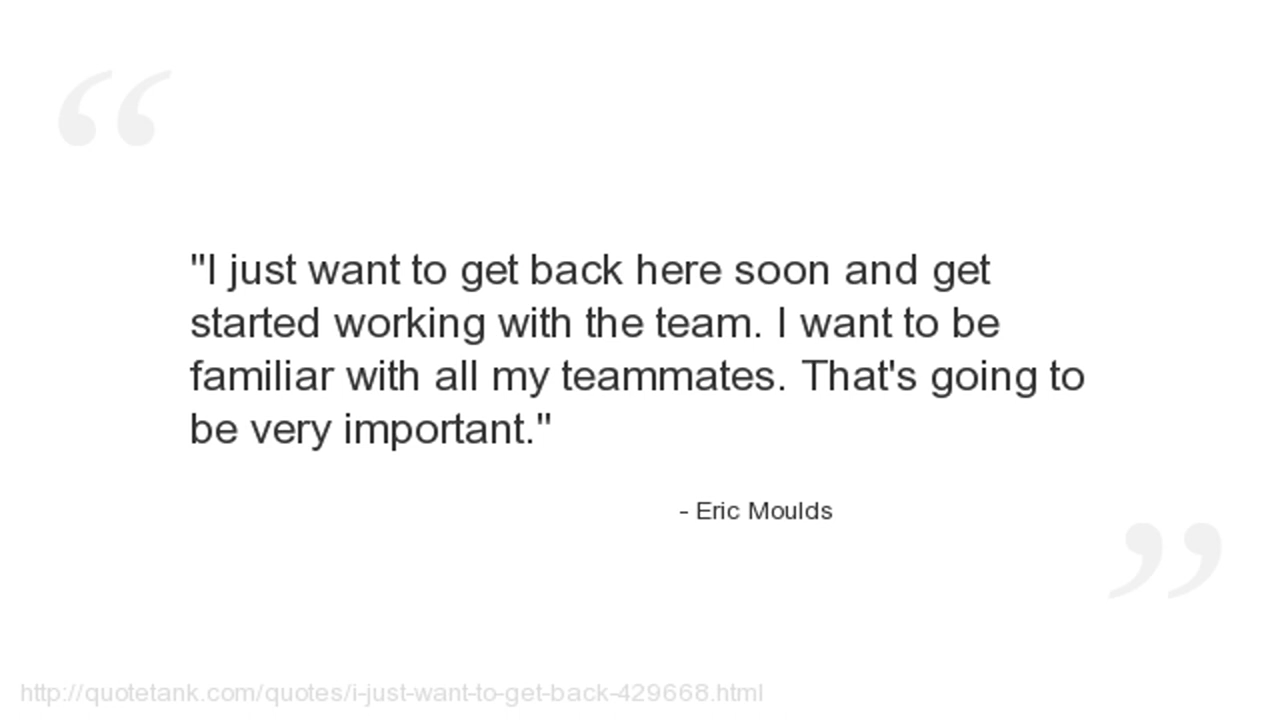 "I just want to get back here soon and get
started working with the team. I want to be
familiar with all my teammates. That's going to
be very important."
- Eric Moulds
http://quotetank.com/quotes/i-just-want-to-get-back-429668.html